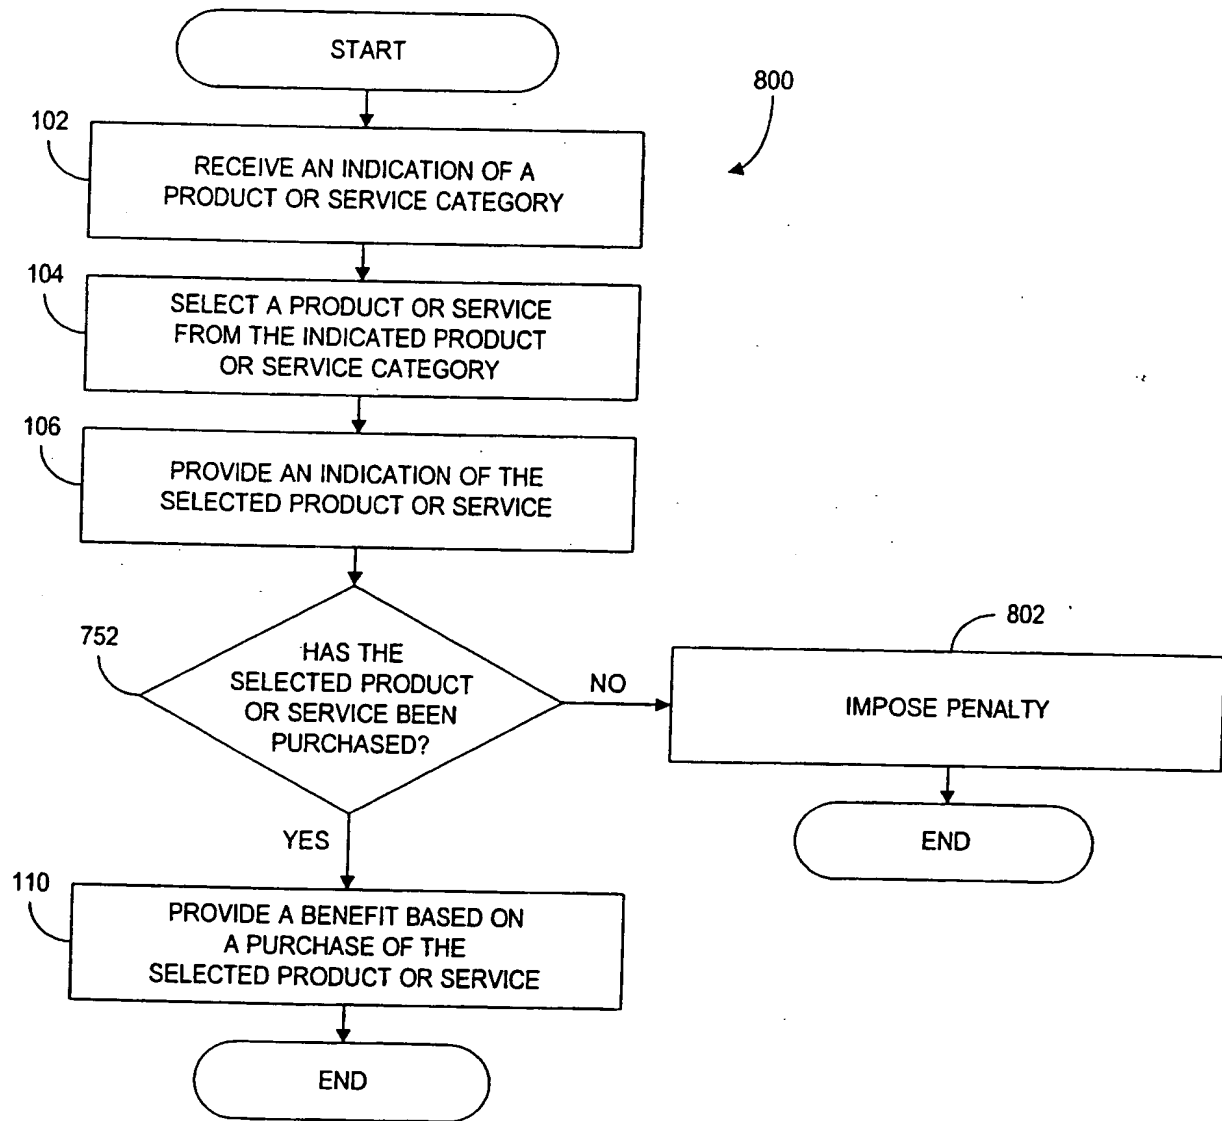 START
800
102
RECEIVE AN INDICATION OF A
PRODUCT OR SERVICE CATEGORY
104
SELECT A PRODUCT OR SERVICE
FROM THE INDICATED PRODUCT
OR SERVICE CATEGORY
106
PROVIDE AN INDICATION OF THE
SELECTED PRODUCT OR SERVICE
752
HAS THE
SELECTED PRODUCT
OR SERVICE BEEN
PURCHASED?
NO
802
IMPOSE PENALTY
END
YES
110
PROVIDE A BENEFIT BASED ON
A PURCHASE OF THE
SELECTED PRODUCT OR SERVICE
END